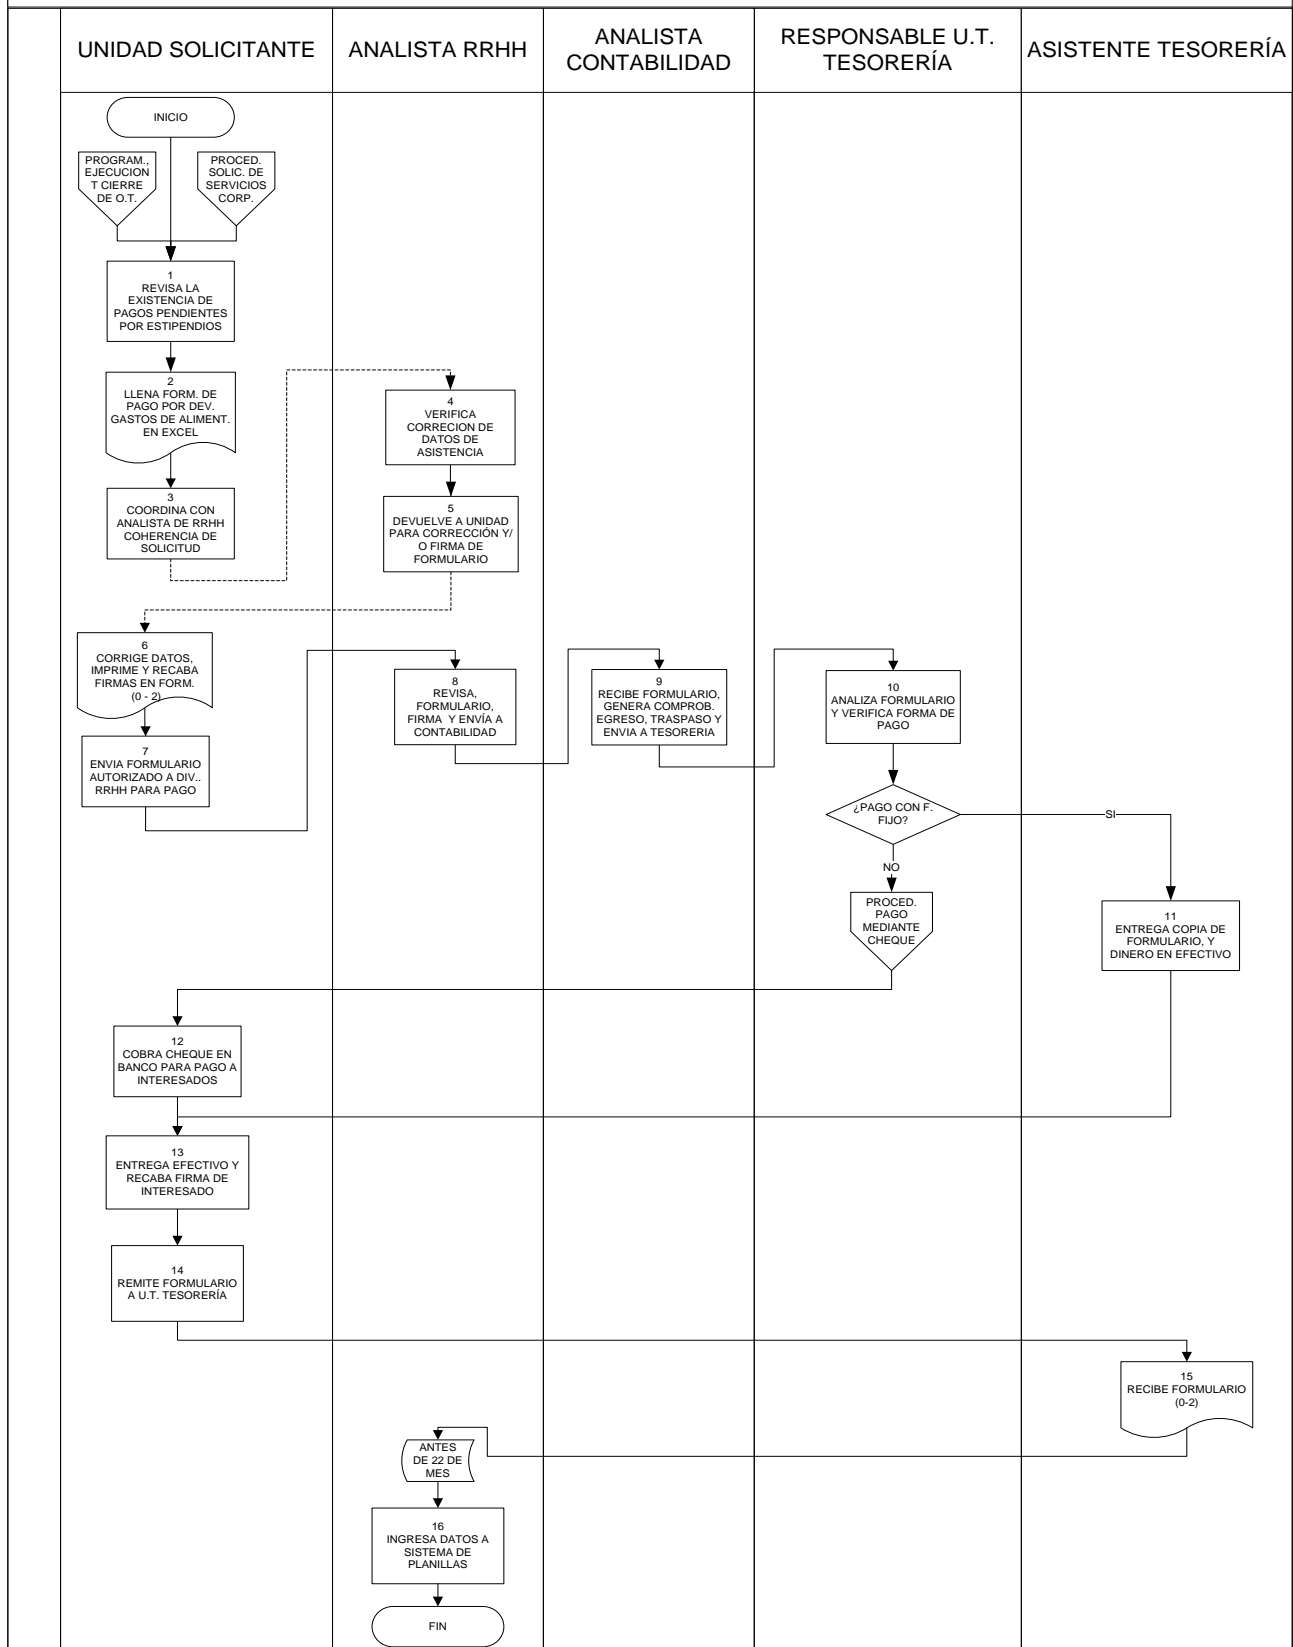 UNIDAD SOLICITANTE
ANALISTA RRHH
ANALISTA
CONTABILIDAD
RESPONSABLE U.T.
TESORERÍA
ASISTENTE TESORERÍA
INICIO
PROGRAM.,
EJECUCION
T CIERRE
DE O.T.
PROCED.
SOLIC. DE
SERVICIOS
CORP.
1
REVISA LA
EXISTENCIA DE
PAGOS PENDIENTES
POR ESTIPENDIOS
2
LLENA FORM. DE
PAGO POR DEV.
GASTOS DE ALIMENT.
EN EXCEL
3
COORDINA CON
ANALISTA DE RRHH
COHERENCIA DE
SOLICITUD
4
VERIFICA
CORRECION DE
DATOS DE
ASISTENCIA
5
DEVUELVE A UNIDAD
PARA CORRECCIÓN Y/
O FIRMA DE
FORMULARIO
6
CORRIGE DATOS,
IMPRIME Y RECABA
FIRMAS EN FORM.
(0 - 2)
7
ENVIA FORMULARIO
AUTORIZADO A DIV..
RRHH PARA PAGO
8
REVISA,
FORMULARIO,
FIRMA Y ENVÍA A
CONTABILIDAD
9
RECIBE FORMULARIO,
GENERA COMPROB.
EGRESO, TRASPASO Y
ENVIA A TESORERIA
10
ANALIZA FORMULARIO
Y VERIFICA FORMA DE
PAGO
¿PAGO CON F.
FIJO?
SI
NO
PROCED.
PAGO
MEDIANTE
CHEQUE
11
ENTREGA COPIA DE
FORMULARIO, Y
DINERO EN EFECTIVO
12
COBRA CHEQUE EN
BANCO PARA PAGO A
INTERESADOS
13
ENTREGA EFECTIVO Y
RECABA FIRMA DE
INTERESADO
14
REMITE FORMULARIO
A U.T. TESORERÍA
15
RECIBE FORMULARIO
(0-2)
ANTES
DE 22 DE
MES
16
INGRESA DATOS A
SISTEMA DE
PLANILLAS
FIN